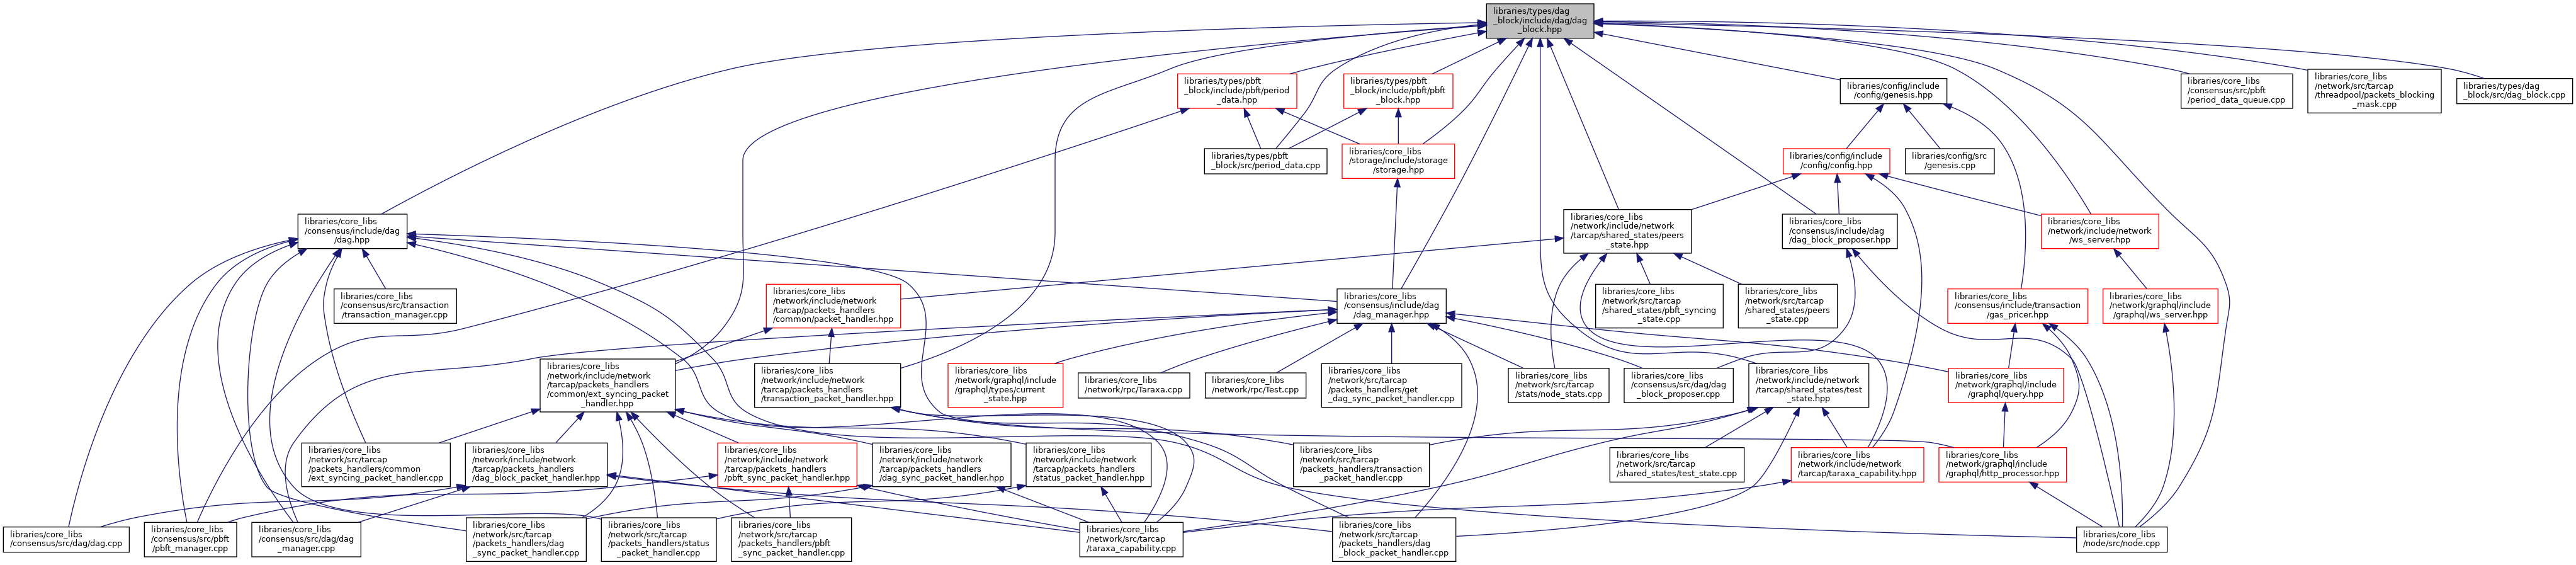 libraries/types/dag
_block/include/dag/dag
_block.hpp
libraries/types/pbft
_block/include/pbft/period
_data.hpp
libraries/types/pbft
_block/include/pbft/pbft
_block.hpp
libraries/config/include
/config/genesis.hpp
libraries/core_libs
/consensus/src/pbft
/period_data_queue.cpp
libraries/core_libs
/network/src/tarcap
/threadpool/packets_blocking
_mask.cpp
libraries/types/dag
_block/src/dag_block.cpp
libraries/types/pbft
_block/src/period_data.cpp
libraries/core_libs
/storage/include/storage
/storage.hpp
libraries/config/include
/config/config.hpp
libraries/config/src
/genesis.cpp
libraries/core_libs
/consensus/include/dag
/dag.hpp
libraries/core_libs
/network/include/network
/tarcap/shared_states/peers
_state.hpp
libraries/core_libs
/consensus/include/dag
/dag_block_proposer.hpp
libraries/core_libs
/network/include/network
/ws_server.hpp
libraries/core_libs
/consensus/src/transaction
/transaction_manager.cpp
libraries/core_libs
/network/include/network
/tarcap/packets_handlers
/common/packet_handler.hpp
libraries/core_libs
/consensus/include/dag
/dag_manager.hpp
libraries/core_libs
/network/src/tarcap
/shared_states/pbft_syncing
_state.cpp
libraries/core_libs
/network/src/tarcap
/shared_states/peers
_state.cpp
libraries/core_libs
/consensus/include/transaction
/gas_pricer.hpp
libraries/core_libs
/network/graphql/include
/graphql/ws_server.hpp
libraries/core_libs
/network/include/network
/tarcap/packets_handlers
/common/ext_syncing_packet
_handler.hpp
libraries/core_libs
/network/include/network
/tarcap/packets_handlers
/transaction_packet_handler.hpp
libraries/core_libs
/network/graphql/include
/graphql/types/current
_state.hpp
libraries/core_libs
/network/rpc/Taraxa.cpp
libraries/core_libs
/network/rpc/Test.cpp
libraries/core_libs
/network/src/tarcap
/packets_handlers/get
_dag_sync_packet_handler.cpp
libraries/core_libs
/network/src/tarcap
/stats/node_stats.cpp
libraries/core_libs
/consensus/src/dag/dag
_block_proposer.cpp
libraries/core_libs
/network/include/network
/tarcap/shared_states/test
_state.hpp
libraries/core_libs
/network/graphql/include
/graphql/query.hpp
libraries/core_libs
/network/src/tarcap
/packets_handlers/common
/ext_syncing_packet_handler.cpp
libraries/core_libs
/network/include/network
/tarcap/packets_handlers
/dag_block_packet_handler.hpp
libraries/core_libs
/network/include/network
/tarcap/packets_handlers
/pbft_sync_packet_handler.hpp
libraries/core_libs
/network/include/network
/tarcap/packets_handlers
/dag_sync_packet_handler.hpp
libraries/core_libs
/network/include/network
/tarcap/packets_handlers
/status_packet_handler.hpp
libraries/core_libs
/network/src/tarcap
/packets_handlers/transaction
_packet_handler.cpp
libraries/core_libs
/network/src/tarcap
/shared_states/test_state.cpp
libraries/core_libs
/network/include/network
/tarcap/taraxa_capability.hpp
libraries/core_libs
/network/graphql/include
/graphql/http_processor.hpp
libraries/core_libs
/consensus/src/dag/dag.cpp
libraries/core_libs
/consensus/src/pbft
/pbft_manager.cpp
libraries/core_libs
/consensus/src/dag/dag
_manager.cpp
libraries/core_libs
/network/src/tarcap
/packets_handlers/dag
_sync_packet_handler.cpp
libraries/core_libs
/network/src/tarcap
/packets_handlers/status
_packet_handler.cpp
libraries/core_libs
/network/src/tarcap
/packets_handlers/pbft
_sync_packet_handler.cpp
libraries/core_libs
/network/src/tarcap
/taraxa_capability.cpp
libraries/core_libs
/network/src/tarcap
/packets_handlers/dag
_block_packet_handler.cpp
libraries/core_libs
/node/src/node.cpp